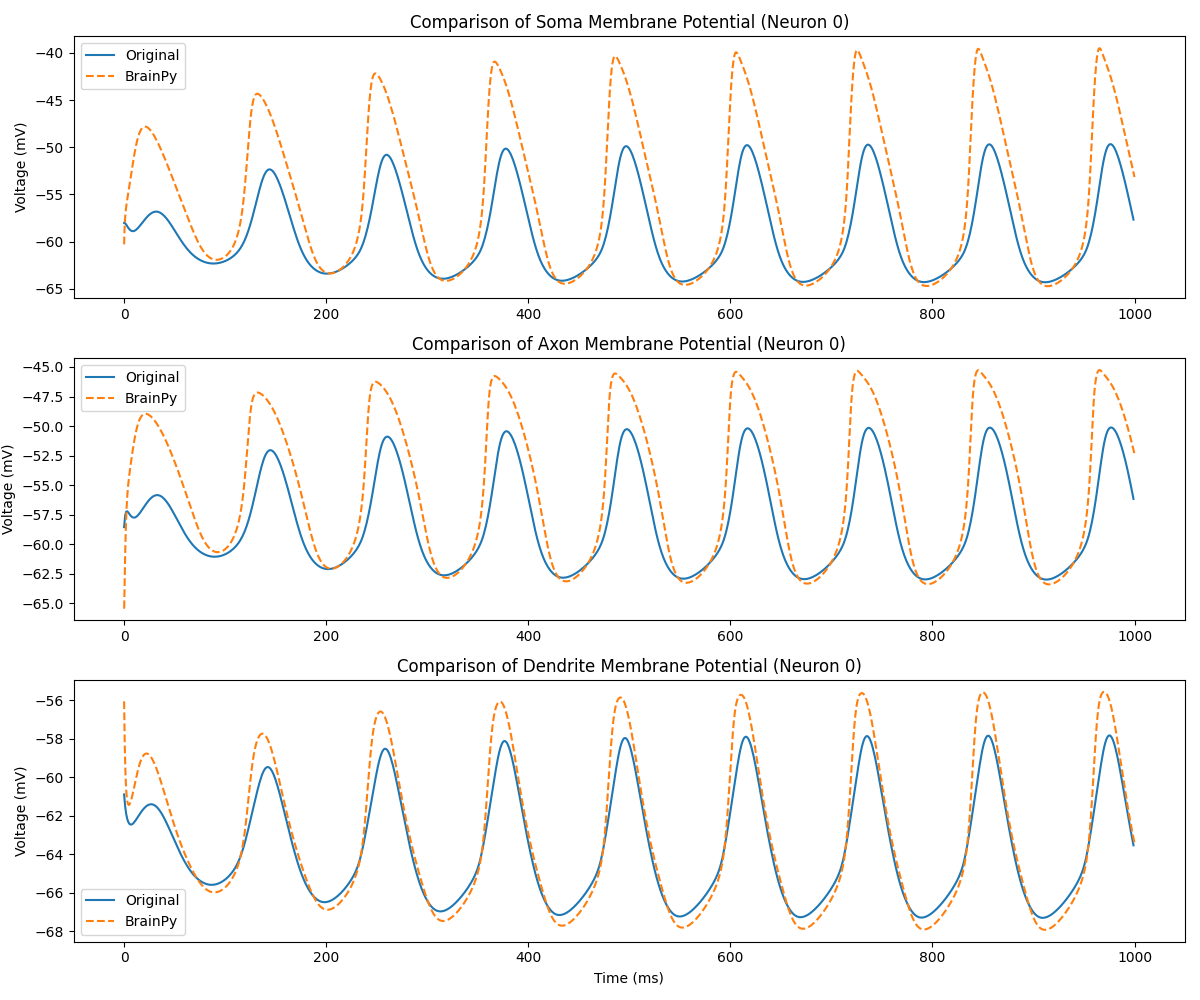 Comparison of Soma Membrane Potential (Neuron 0)
Original
BrainPy
Voltage (mV)
−40
−45
−50
−55
−60
−65
0 200 400 600 800 1000
Comparison of Axon Membrane Potential (Neuron 0)
Original
BrainPy
Voltage (mV)
−45.0
−47.5
−50.0
−52.5
−55.0
−57.5
−60.0
−62.5
−65.0
0 200 400 600 800 1000
Comparison of Dendrite Membrane Potential (Neuron 0)
Voltage (mV)
−56
−58
−60
−62
−64
−66
−68
Original
BrainPy
0 200 400 600 800 1000
Time (ms)